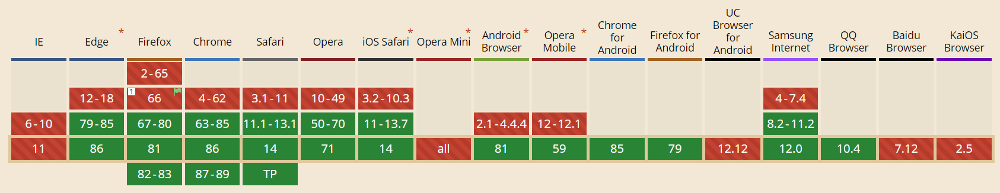 IE Edge * Firefox Chrome Safari Opera iOS Safari * Opera Mini * Android Browser * Opera Mobile * Chrome for Android Firefox for Android UC Browser for Android Samsung Internet QQ Browser Baidu Browser KaiOS Browser
2-65
12-18 1 66 4-62 3.1-11 10-49 3.2-10.3 4-7.4
6-10 79-85 67-80 63-85 11.1-13.1 50-70 11-13.7 2.1-4.4.4 12-12.1 8.2-11.2
11 86 81 86 14 71 14 all 81 59 85 79 12.12 12.0 10.4 7.12 2.5
82-83 87-89 TP